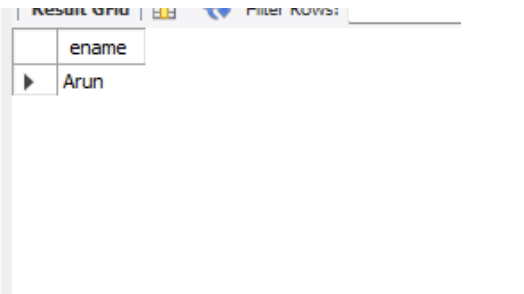 Result Grid Filter Rows:
ename
Arun